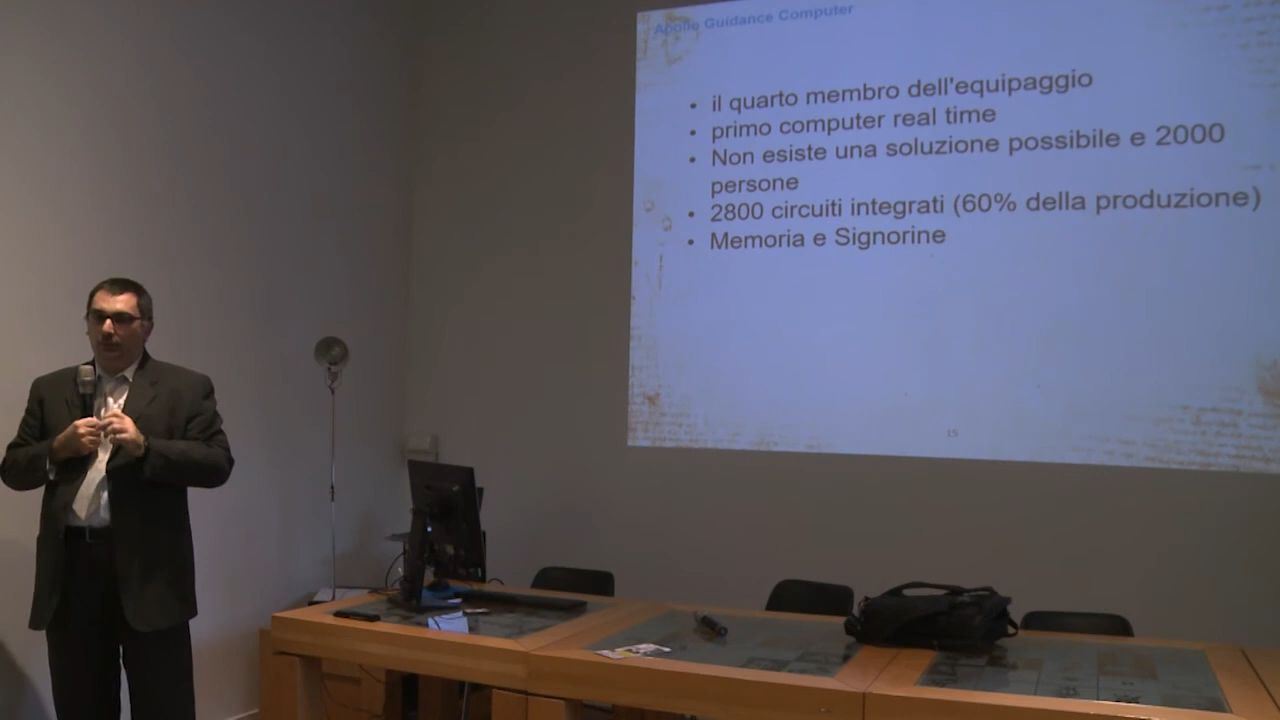 Apollo Guidance Computer
• il quarto membro dell'equipaggio
• primo computer real time
• Non esiste una soluzione possibile e 2000
persone
• 2800 circuiti integrati (60% della produzione)
• Memoria e Signorine
15